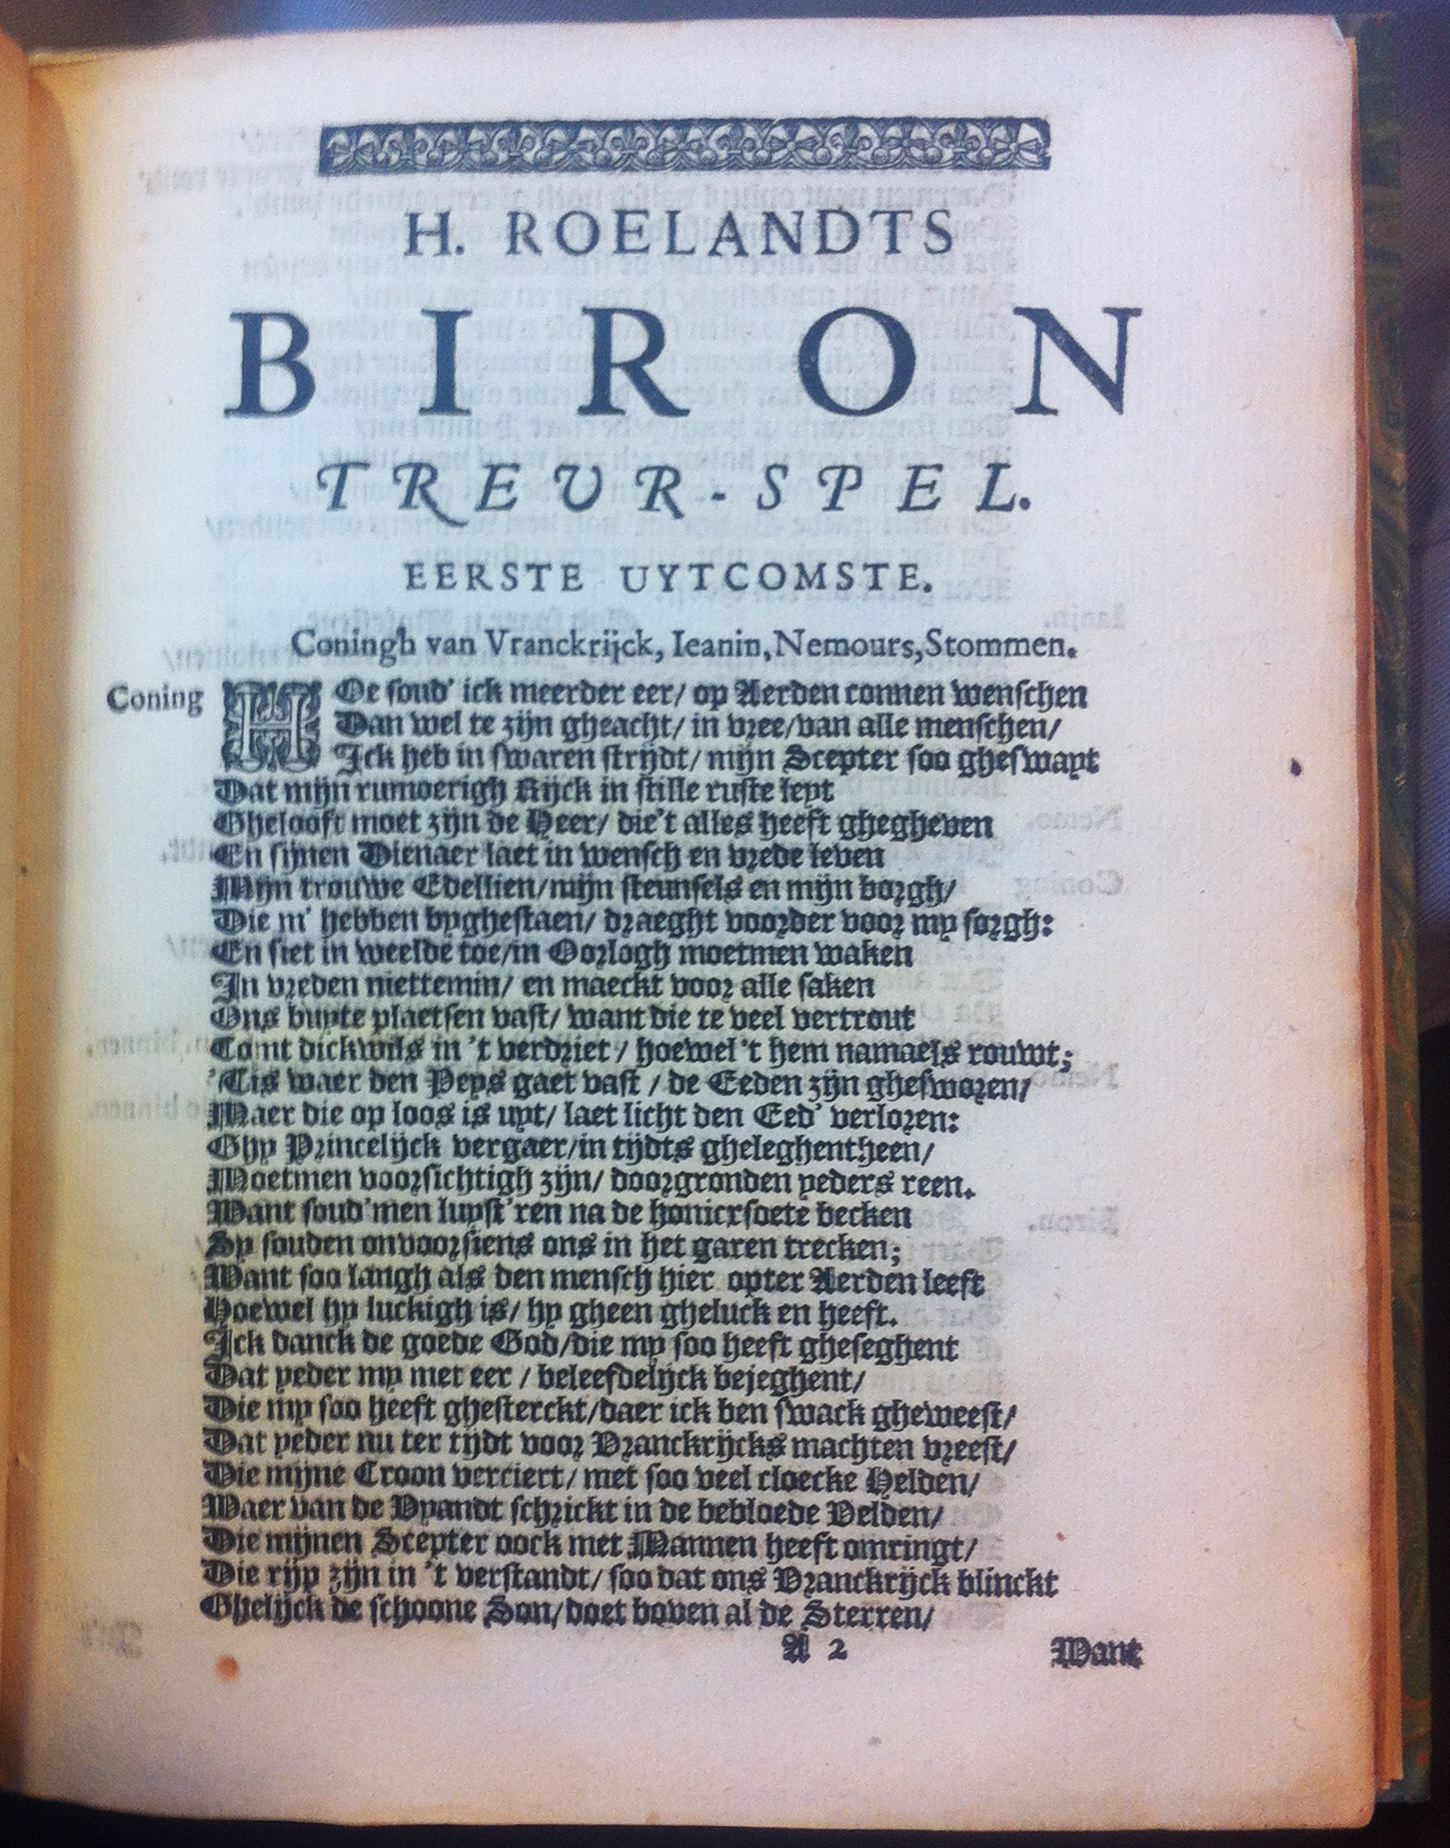 H. ROELANDTS
BIRON
TREUR-SPEL.
EERSTE UYTCOMSTE.
Coningh van Vranckrijck, Ieanin, Nemours, Stommen.
Coning HOe soud' ick meerder eer/ op Aerden connen wenschen
Dan wel te zijn gheacht/ in vree/van alle menschen/
Ick heb in swaren strijdt/ mijn Scepter soo gheswayt
Dat mijn rumoerigh Rijck in stille ruste leyt
Ghelooft moet zijn de Heer/ die't alles heeft ghegheven
En sijnen Dienaer laet in wensch en vrede leven
Mijn trouwe Edellien/mijn steunsels en mijn borgh/
Die m' hebben byghestaen/ draeght voorder voor my sorgh:
En siet in weelde toe/in Oorlogh moetmen waken
In vreden niettemin/ en maeckt voor alle saken
Ons buyte plaetsen vast/ want die te veel vertrout
Comt dickwils in 't verdriet/ hoewel 't hem namaels rouwt;
'Tis waer den Peys gaet vast/ de Eeden zijn ghesworen/
Maer die op loos is uyt/ laet licht den Eed' verloren:
Ghy Princelijck vergaer/in tijdts gheleghentheen/
Moetmen voorsichtigh zijn/ doorgronden yeders reen.
Want soud'men luyst'ren na de honicrsoete becken
Sy souden onvoorsiens ons in het garen trecken;
Want soo langh als den mensch hier opter Aerden leeft
Hoewel hy luckigh is/ hy gheen gheluck en heeft.
Ick danck de goede God/die my soo heeft gheseghent
Dat yeder my met eer/ beleefdelijck bejeghent/
Die my soo heeft ghesterckt/daer ick ben swack gheweest/
Dat yeder nu ter tijdt voor Vranckrijcks machten vreest/
Die mijne Croon verciert/ met soo veel cloecke Helden/
Waer van de Vyandt schrickt in de bebloede Velden/
Die mijnen Scepter oock met Mannen heeft omringt/
Die rijp zijn in 't verstandt/ soo dat ons Vranckrijck blinckt
Ghelijck de schoone Son/doet boven al de Sterren/
A 2 Want